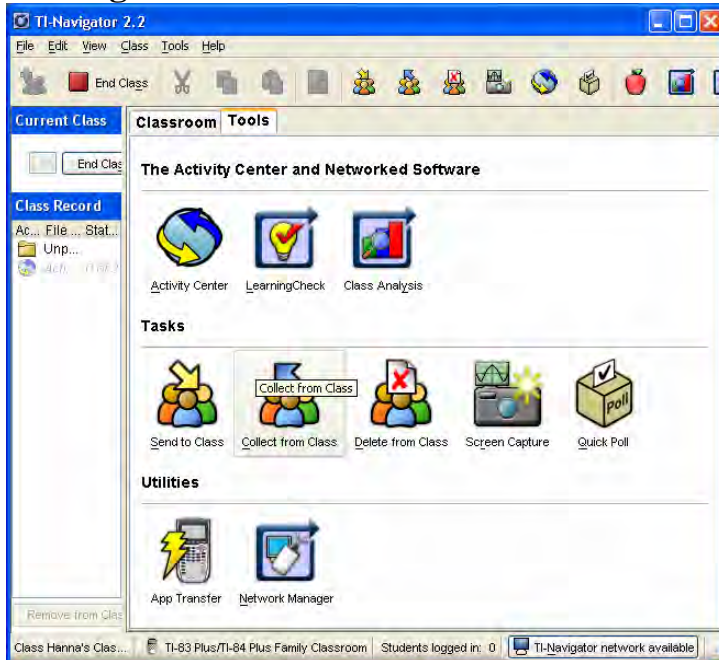 TI-Navigator 2.2
File Edit View Class Tools Help
End Class
Current Class
Classroom Tools
End Clas
The Activity Center and Networked Software
Class Record
Ac... File ... Stat...
Unp...
Activity Center LearningCheck Class Analysis
Tasks
Collect from Class
Poll
Send to Class Collect from Class Delete from Class Screen Capture Quick Poll
Utilities
App Transfer Network Manager
Remove from Clas
Class Hanna's Clas... TI-83 Plus/TI-84 Plus Family Classroom Students logged in: 0 TI-Navigator network available